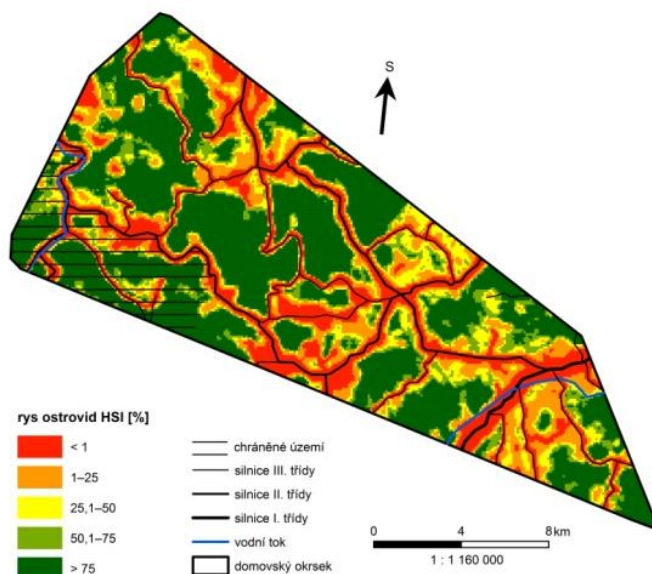 S
rys ostrovid HSI [%]
< 1
1–25
25,1–50
50,1–75
> 75
chráněné území
silnice III. třídy
silnice II. třídy
silnice I. třídy
vodní tok
domovský okrsek
0 4 8 km
1 : 1 160 000